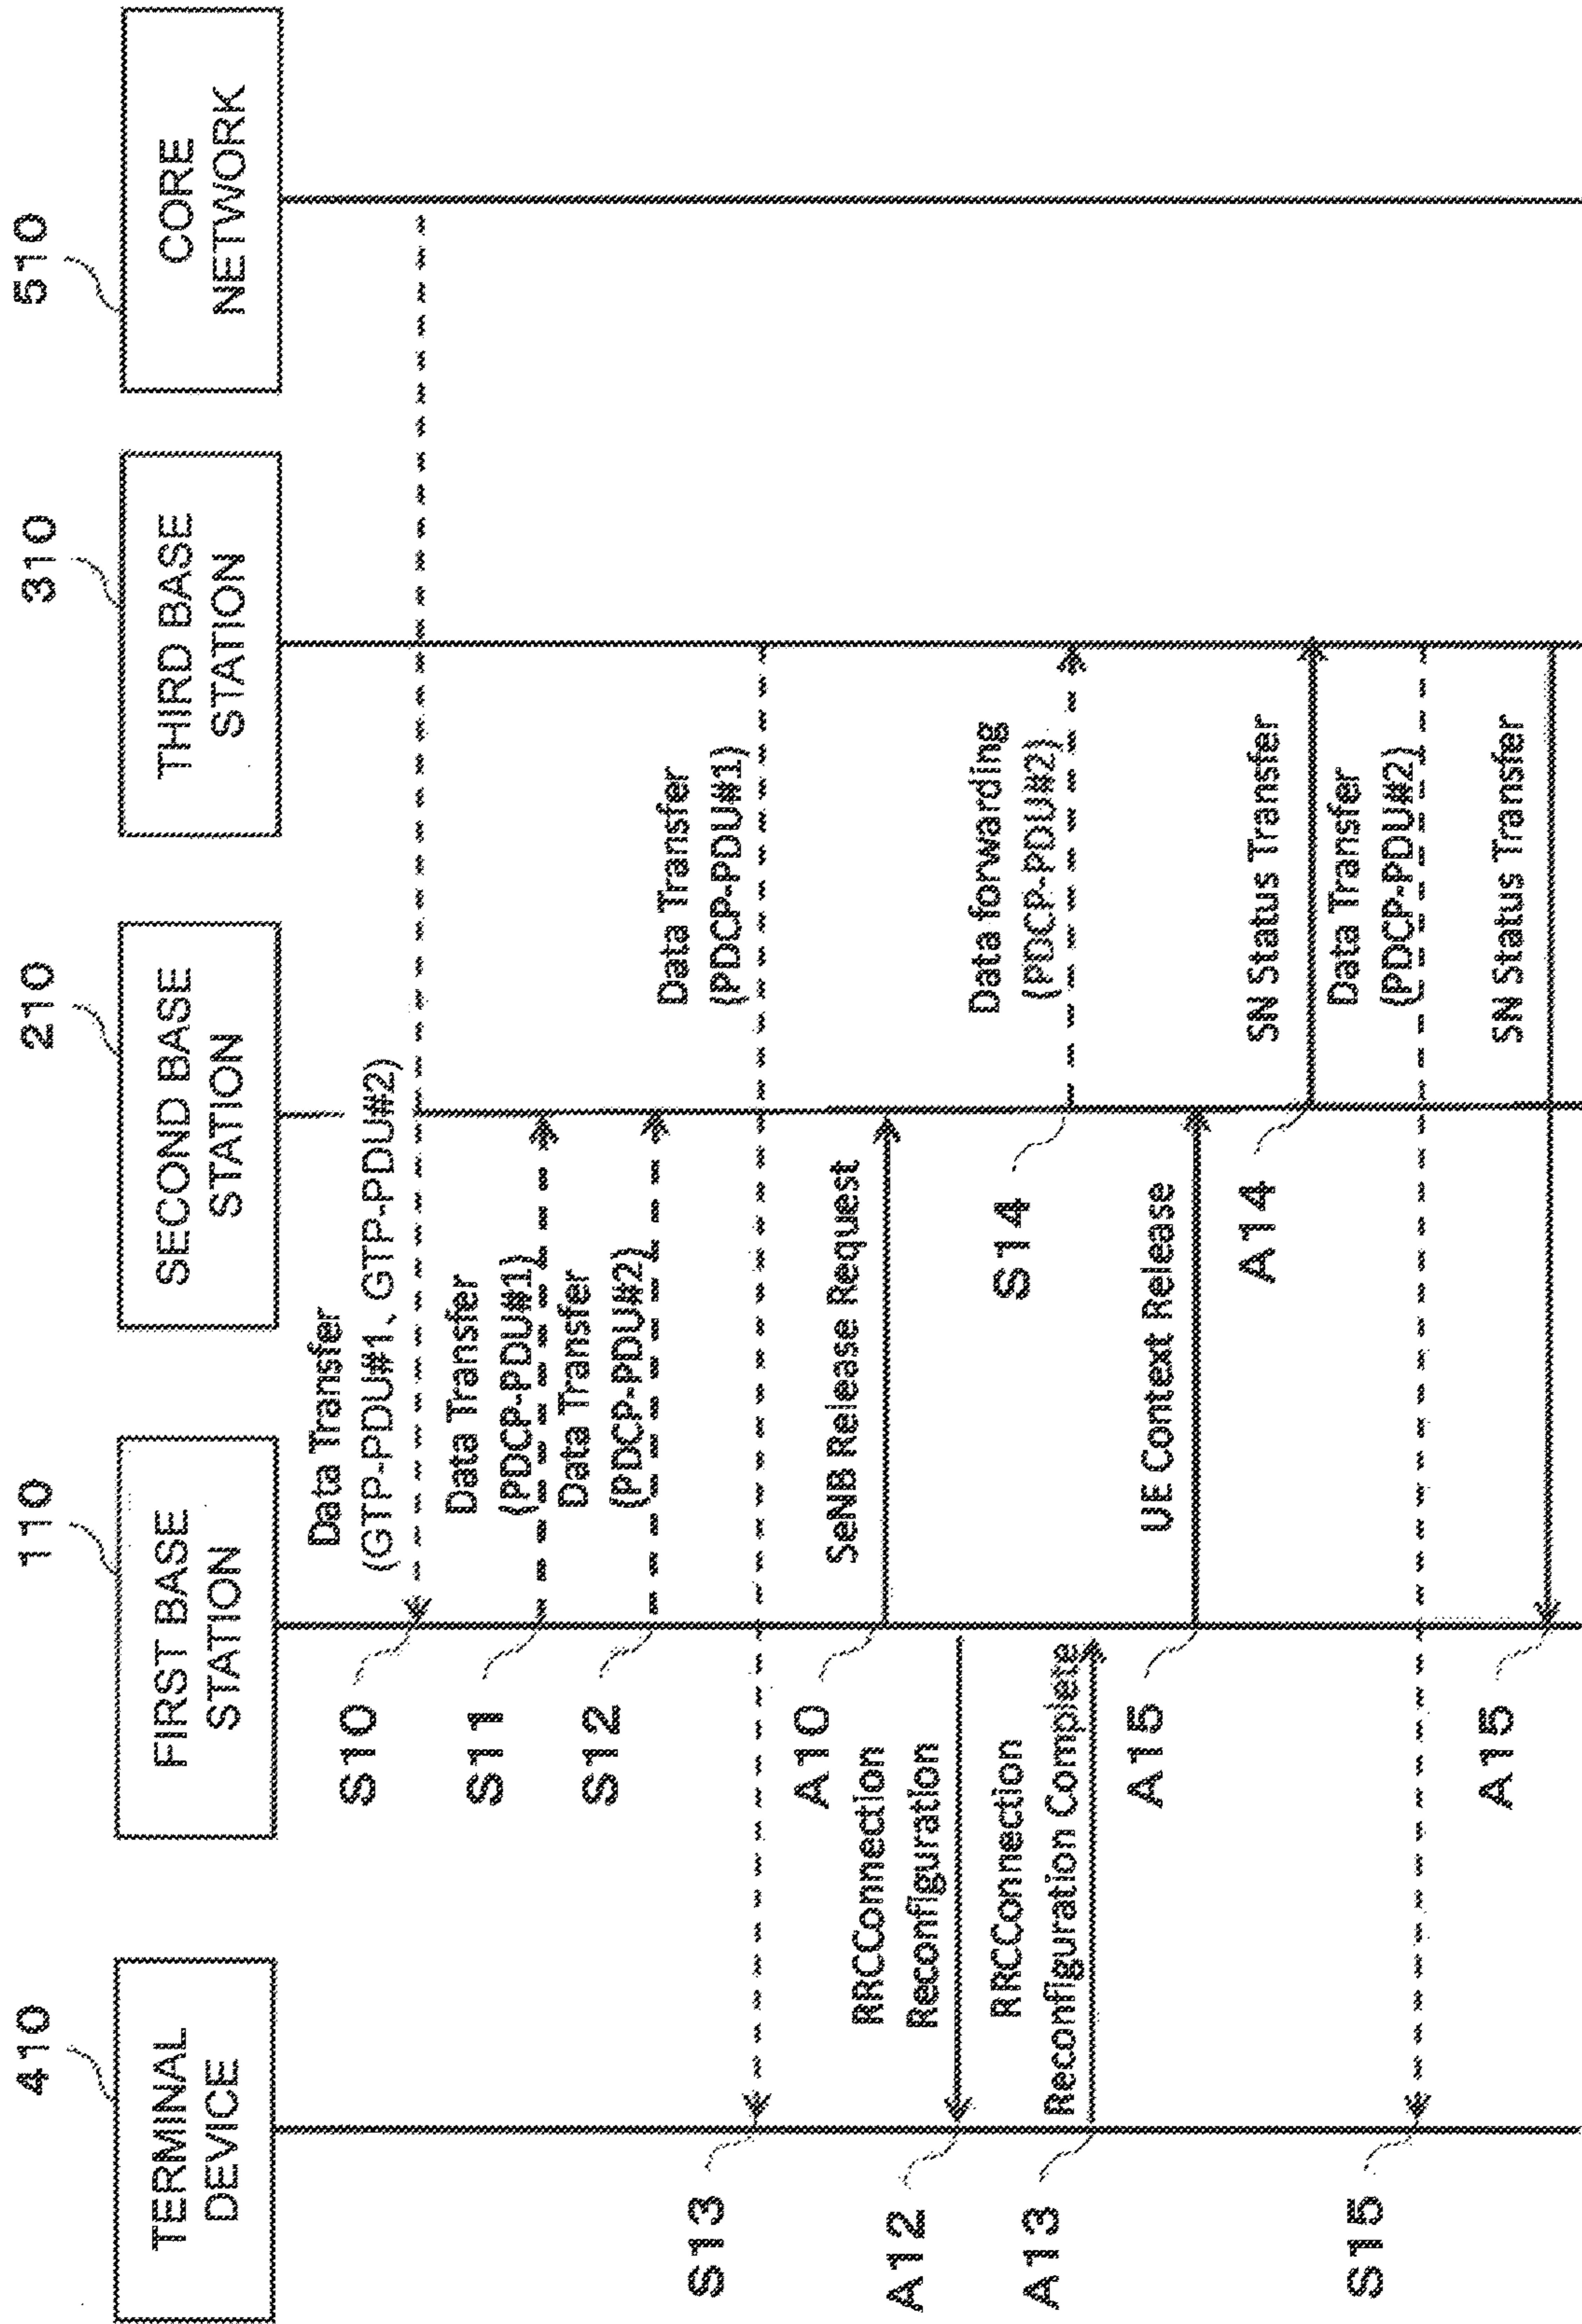 410
TERMINAL
DEVICE
110
FIRST BASE
STATION
210
SECOND BASE
STATION
310
THIRD BASE
STATION
510
CORE
NETWORK
S10
Data Transfer
(GTP-PDU#1, GTP-PDU#2)
S11
Data Transfer
(PDCP-PDU#1)
S12
Data Transfer
(PDCP-PDU#2)
S13
Data Transfer
(PDCP-PDU#1)
A10
SeNB Release Request
A12
RRCConnection
Reconfiguration
A13
RRCConnection
Reconfiguration Complete
S14
Data forwarding
(PDCP-PDU#2)
A15
UE Context Release
A14
SN Status Transfer
S15
Data Transfer
(PDCP-PDU#2)
A15
SN Status Transfer